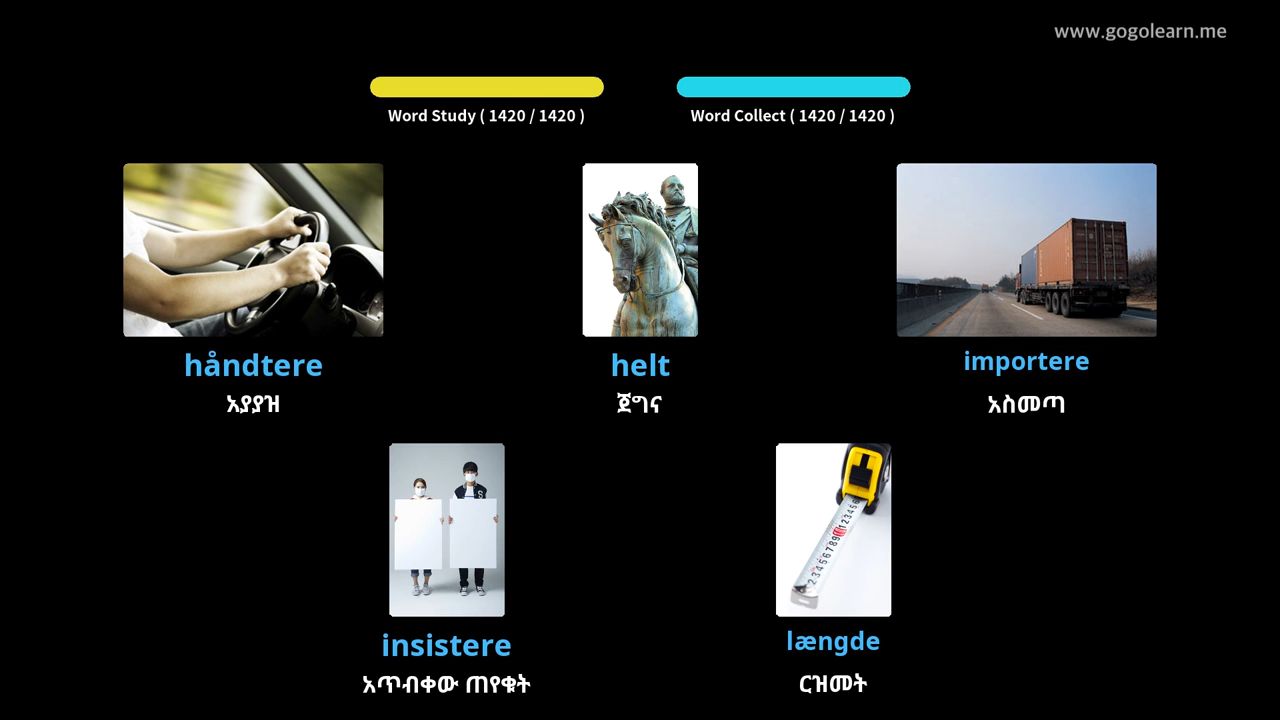 www.gogolearn.me
Word Study ( 1420 / 1420 )
Word Collect ( 1420 / 1420 )
håndtere
አያያዝ
helt
ጀግና
importere
አስመጣ
insistere
አጥብቀው ጠየቁት
længde
ርዝመት